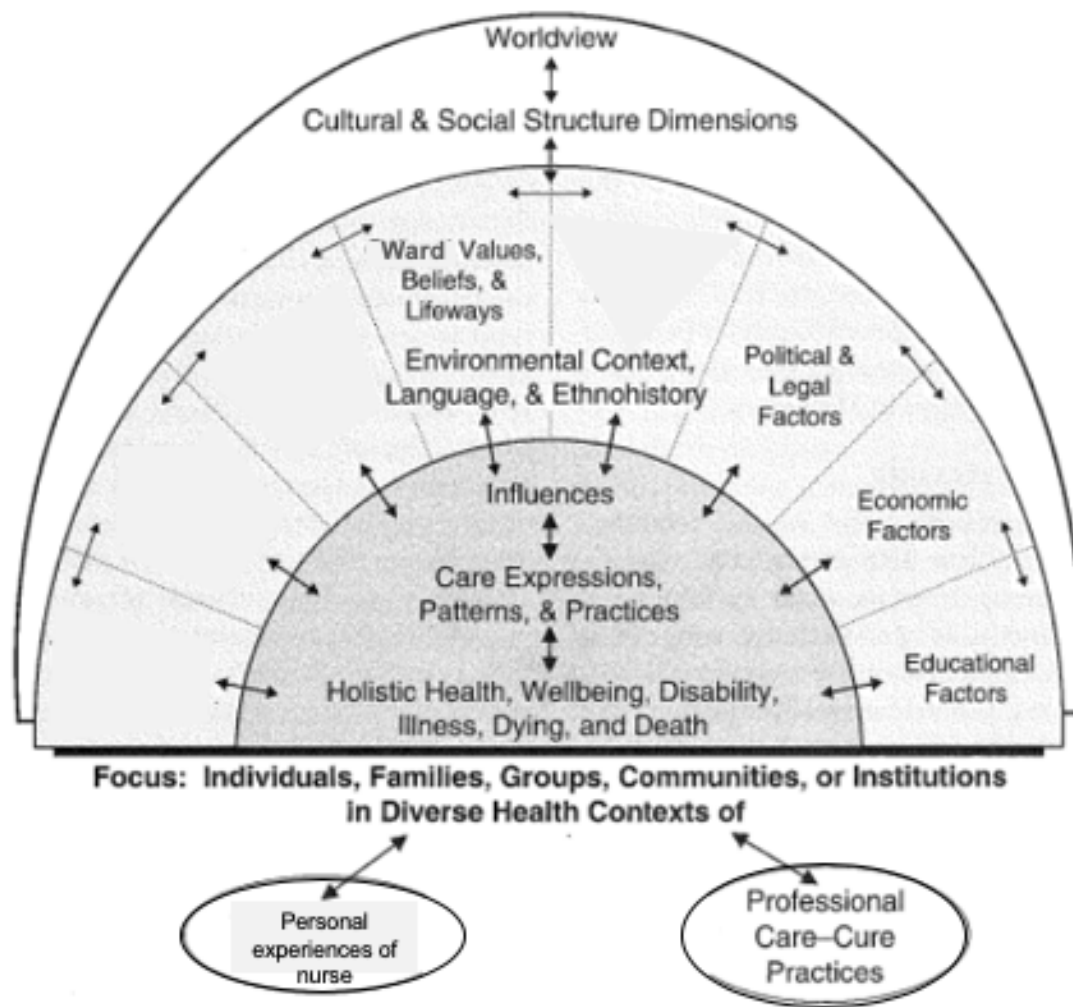 Worldview
Cultural & Social Structure Dimensions
Ward Values,
Beliefs, &
Lifeways
Environmental Context,
Language, & Ethnohistory
Political &
Legal
Factors
Economic
Factors
Educational
Factors
Influences
Care Expressions,
Patterns, & Practices
Holistic Health, Wellbeing, Disability,
Illness, Dying, and Death
Focus: Individuals, Families, Groups, Communities, or Institutions
in Diverse Health Contexts of
Personal
experiences of
nurse
Professional
Care–Cure
Practices